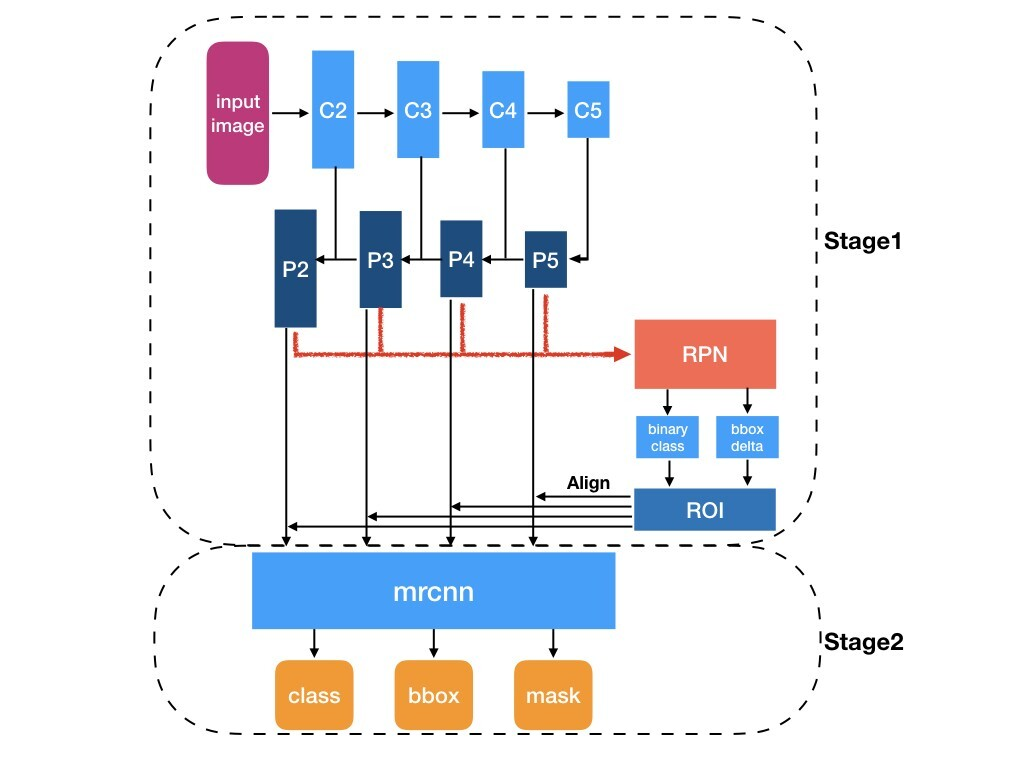 input
image
C2
C3
C4
C5
P2
P3
P4
P5
Stage1
RPN
binary
class
bbox
delta
Align
ROI
mrcnn
Stage2
class
bbox
mask